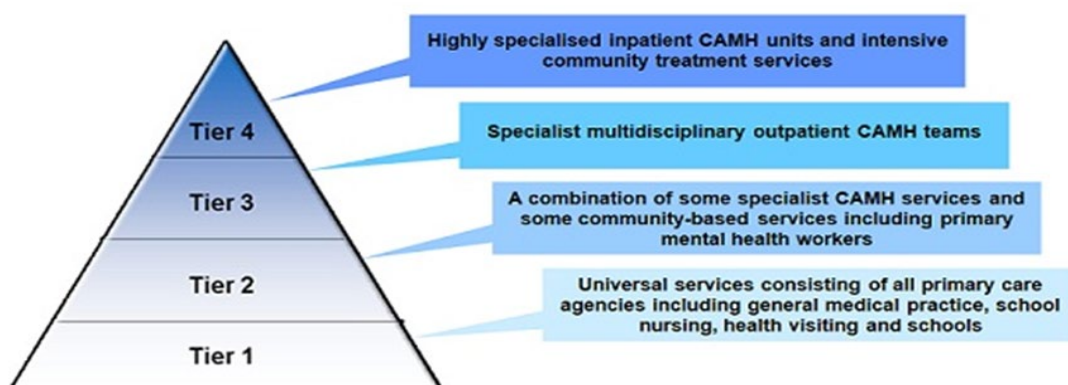 Highly specialised inpatient CAMH units and intensive
community treatment services
Tier 4
Specialist multidisciplinary outpatient CAMH teams
Tier 3
A combination of some specialist CAMH services and
some community-based services including primary
mental health workers
Tier 2
Universal services consisting of all primary care
agencies including general medical practice, school
nursing, health visiting and schools
Tier 1